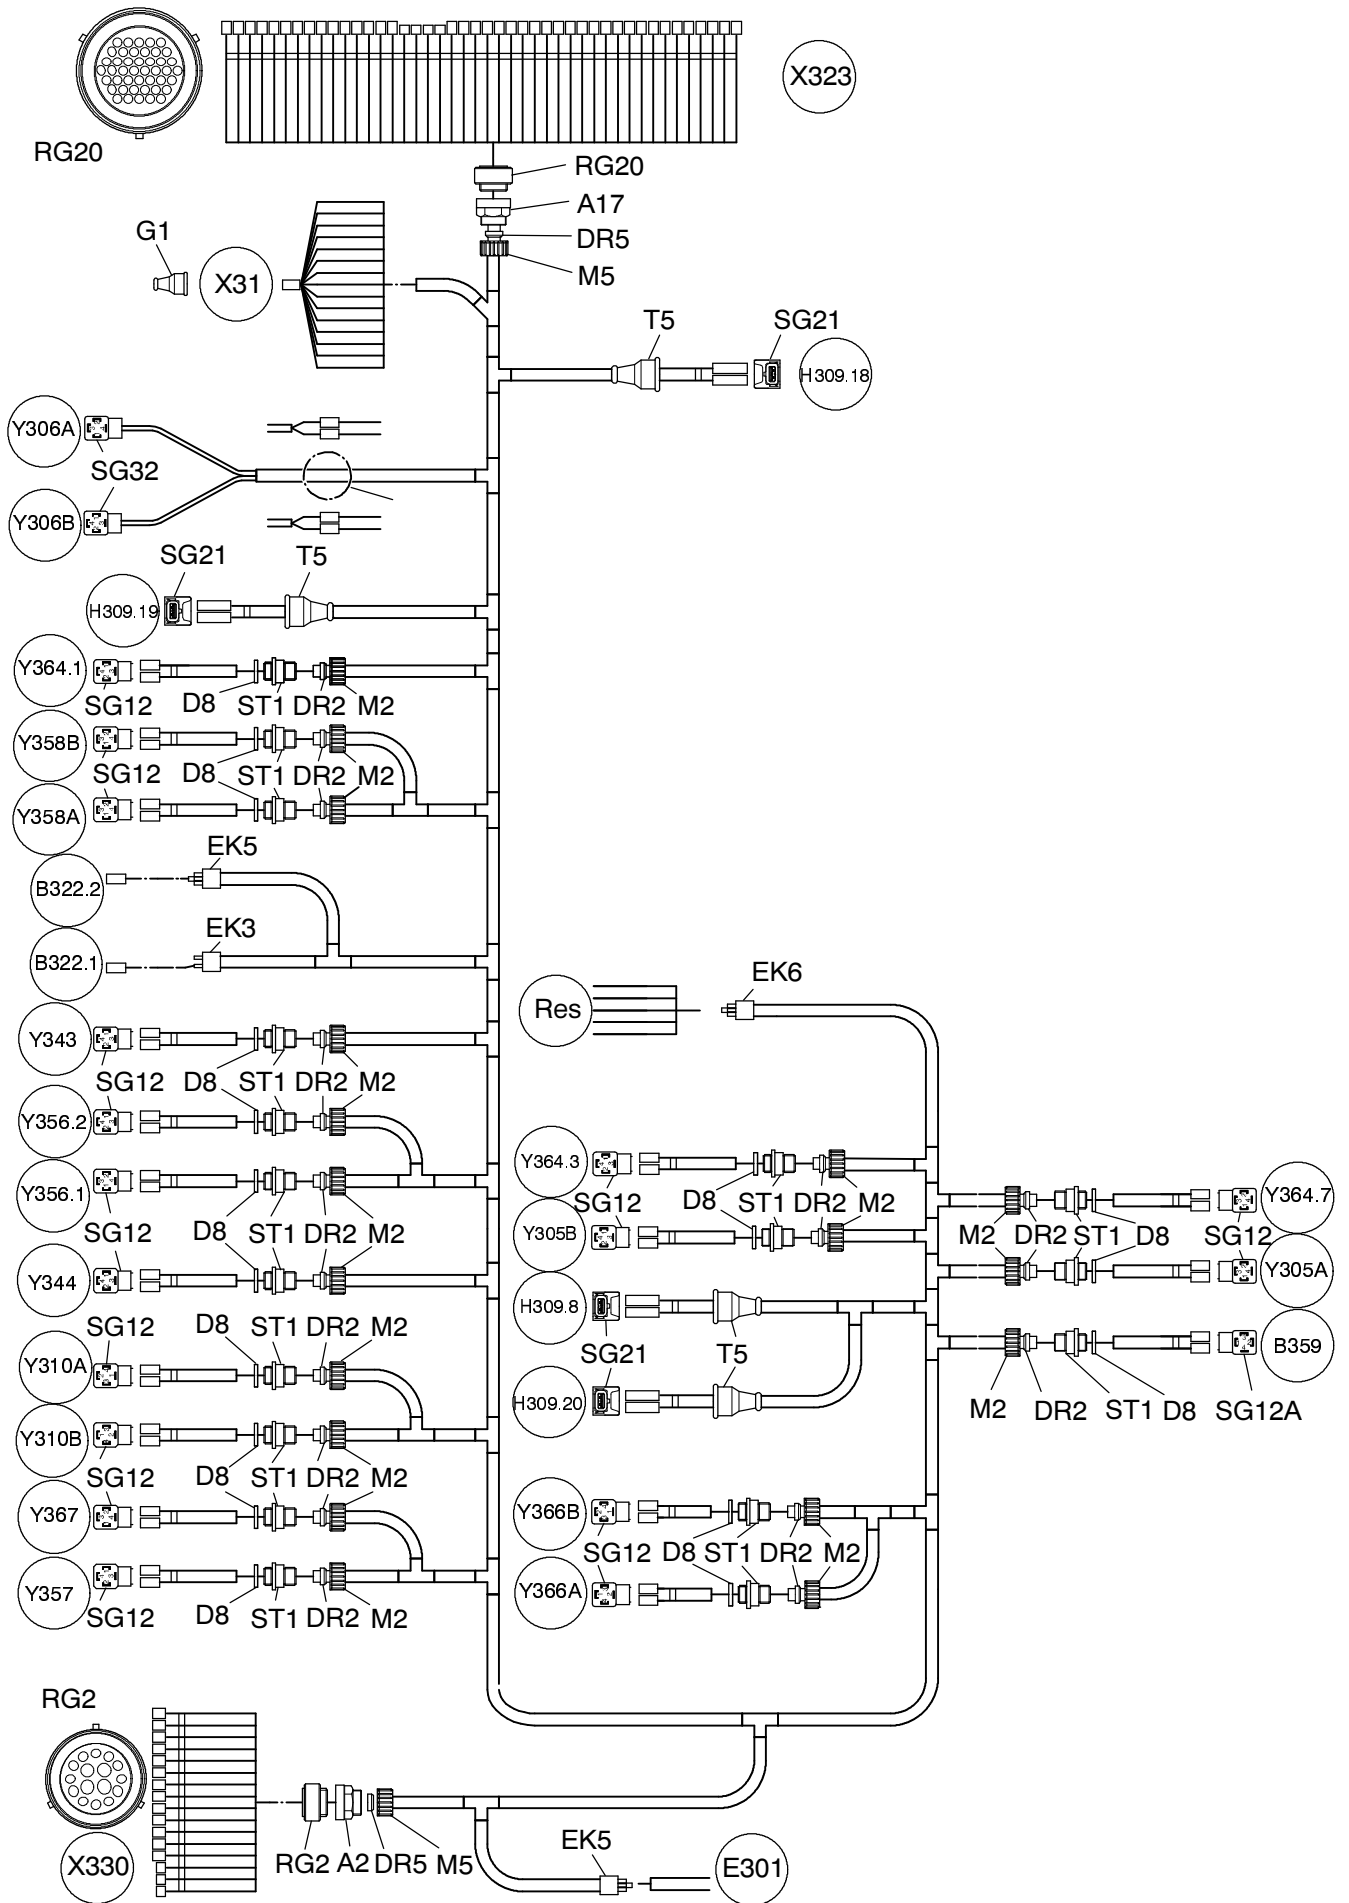 X323
RG20
RG20
A17
DR5
M5
G1
X31
T5
SG21
H309.18
Y306A
SG32
Y306B
SG21
T5
H309.19
Y364.1
SG12 D8 ST1 DR2 M2
Y358B
SG12 D8 ST1 DR2 M2
Y358A
EK5
B322.2
EK3
B322.1
EK6
Res
Y343
SG12 D8 ST1 DR2 M2
Y356.2
Y356.1
SG12 D8 ST1 DR2 M2
Y344
SG12 D8 ST1 DR2 M2
Y310A
Y310B
SG12 D8 ST1 DR2 M2
Y367
Y357
SG12 D8 ST1 DR2 M2
Y364.3
SG12 D8 ST1 DR2 M2
Y305B
H309.8
SG21 T5
H309.20
Y364.7
M2 DR2 ST1 D8 SG12
Y305A
B359
M2 DR2 ST1 D8 SG12A
Y366B
SG12 D8 ST1 DR2 M2
Y366A
RG2
X330
RG2 A2 DR5 M5
EK5
E301